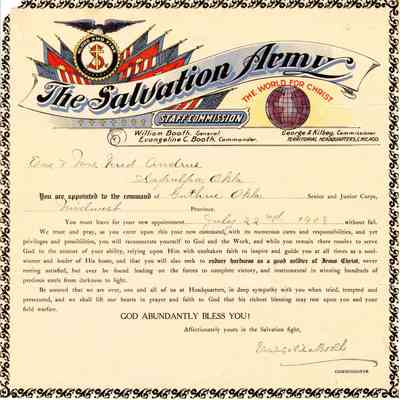 The Salvation Army
THE WORLD FOR CHRIST
STAFF COMMISSION
William Booth, General
Evangeline C. Booth, Commander.
George A Kilbey, Commissioner
TERRITORIAL HEADQUARTERS, CHICAGO.
Mrs Fred Andrus
Sapulpa, Okla
You are appointed to the command of Guthrie Okla Senior and Junior Corps,
Midwest Province.
You must leave for your new appointment July 22nd 1908 without fail.
We trust and pray, as you enter upon this your new command, with its numerous cares and responsibilities, and yet
privileges and possibilities, you will reconsecrate yourself to God and the Work, and while you remain there resolve to serve
God to the utmost of your ability, relying upon Him with unshaken faith to inspire and guide you at all times as a soul-
winner and leader of His hosts, and that you will also seek to endure hardness as a good soldier of Jesus Christ, never
resting satisfied, but ever be found leading on the forces to complete victory, and instrumental in winning hundreds of
precious souls from darkness to light.
Be assured that we are ever, one and all of us at Headquarters, in deep sympathy with you when tried, tempted and
persecuted, and we shall lift our hearts in prayer and faith to God that his richest blessing may rest upon you and your
field warfare.
GOD ABUNDANTLY BLESS YOU!
Affectionately yours in the Salvation fight,
Evangeline Booth
COMMISSIONER